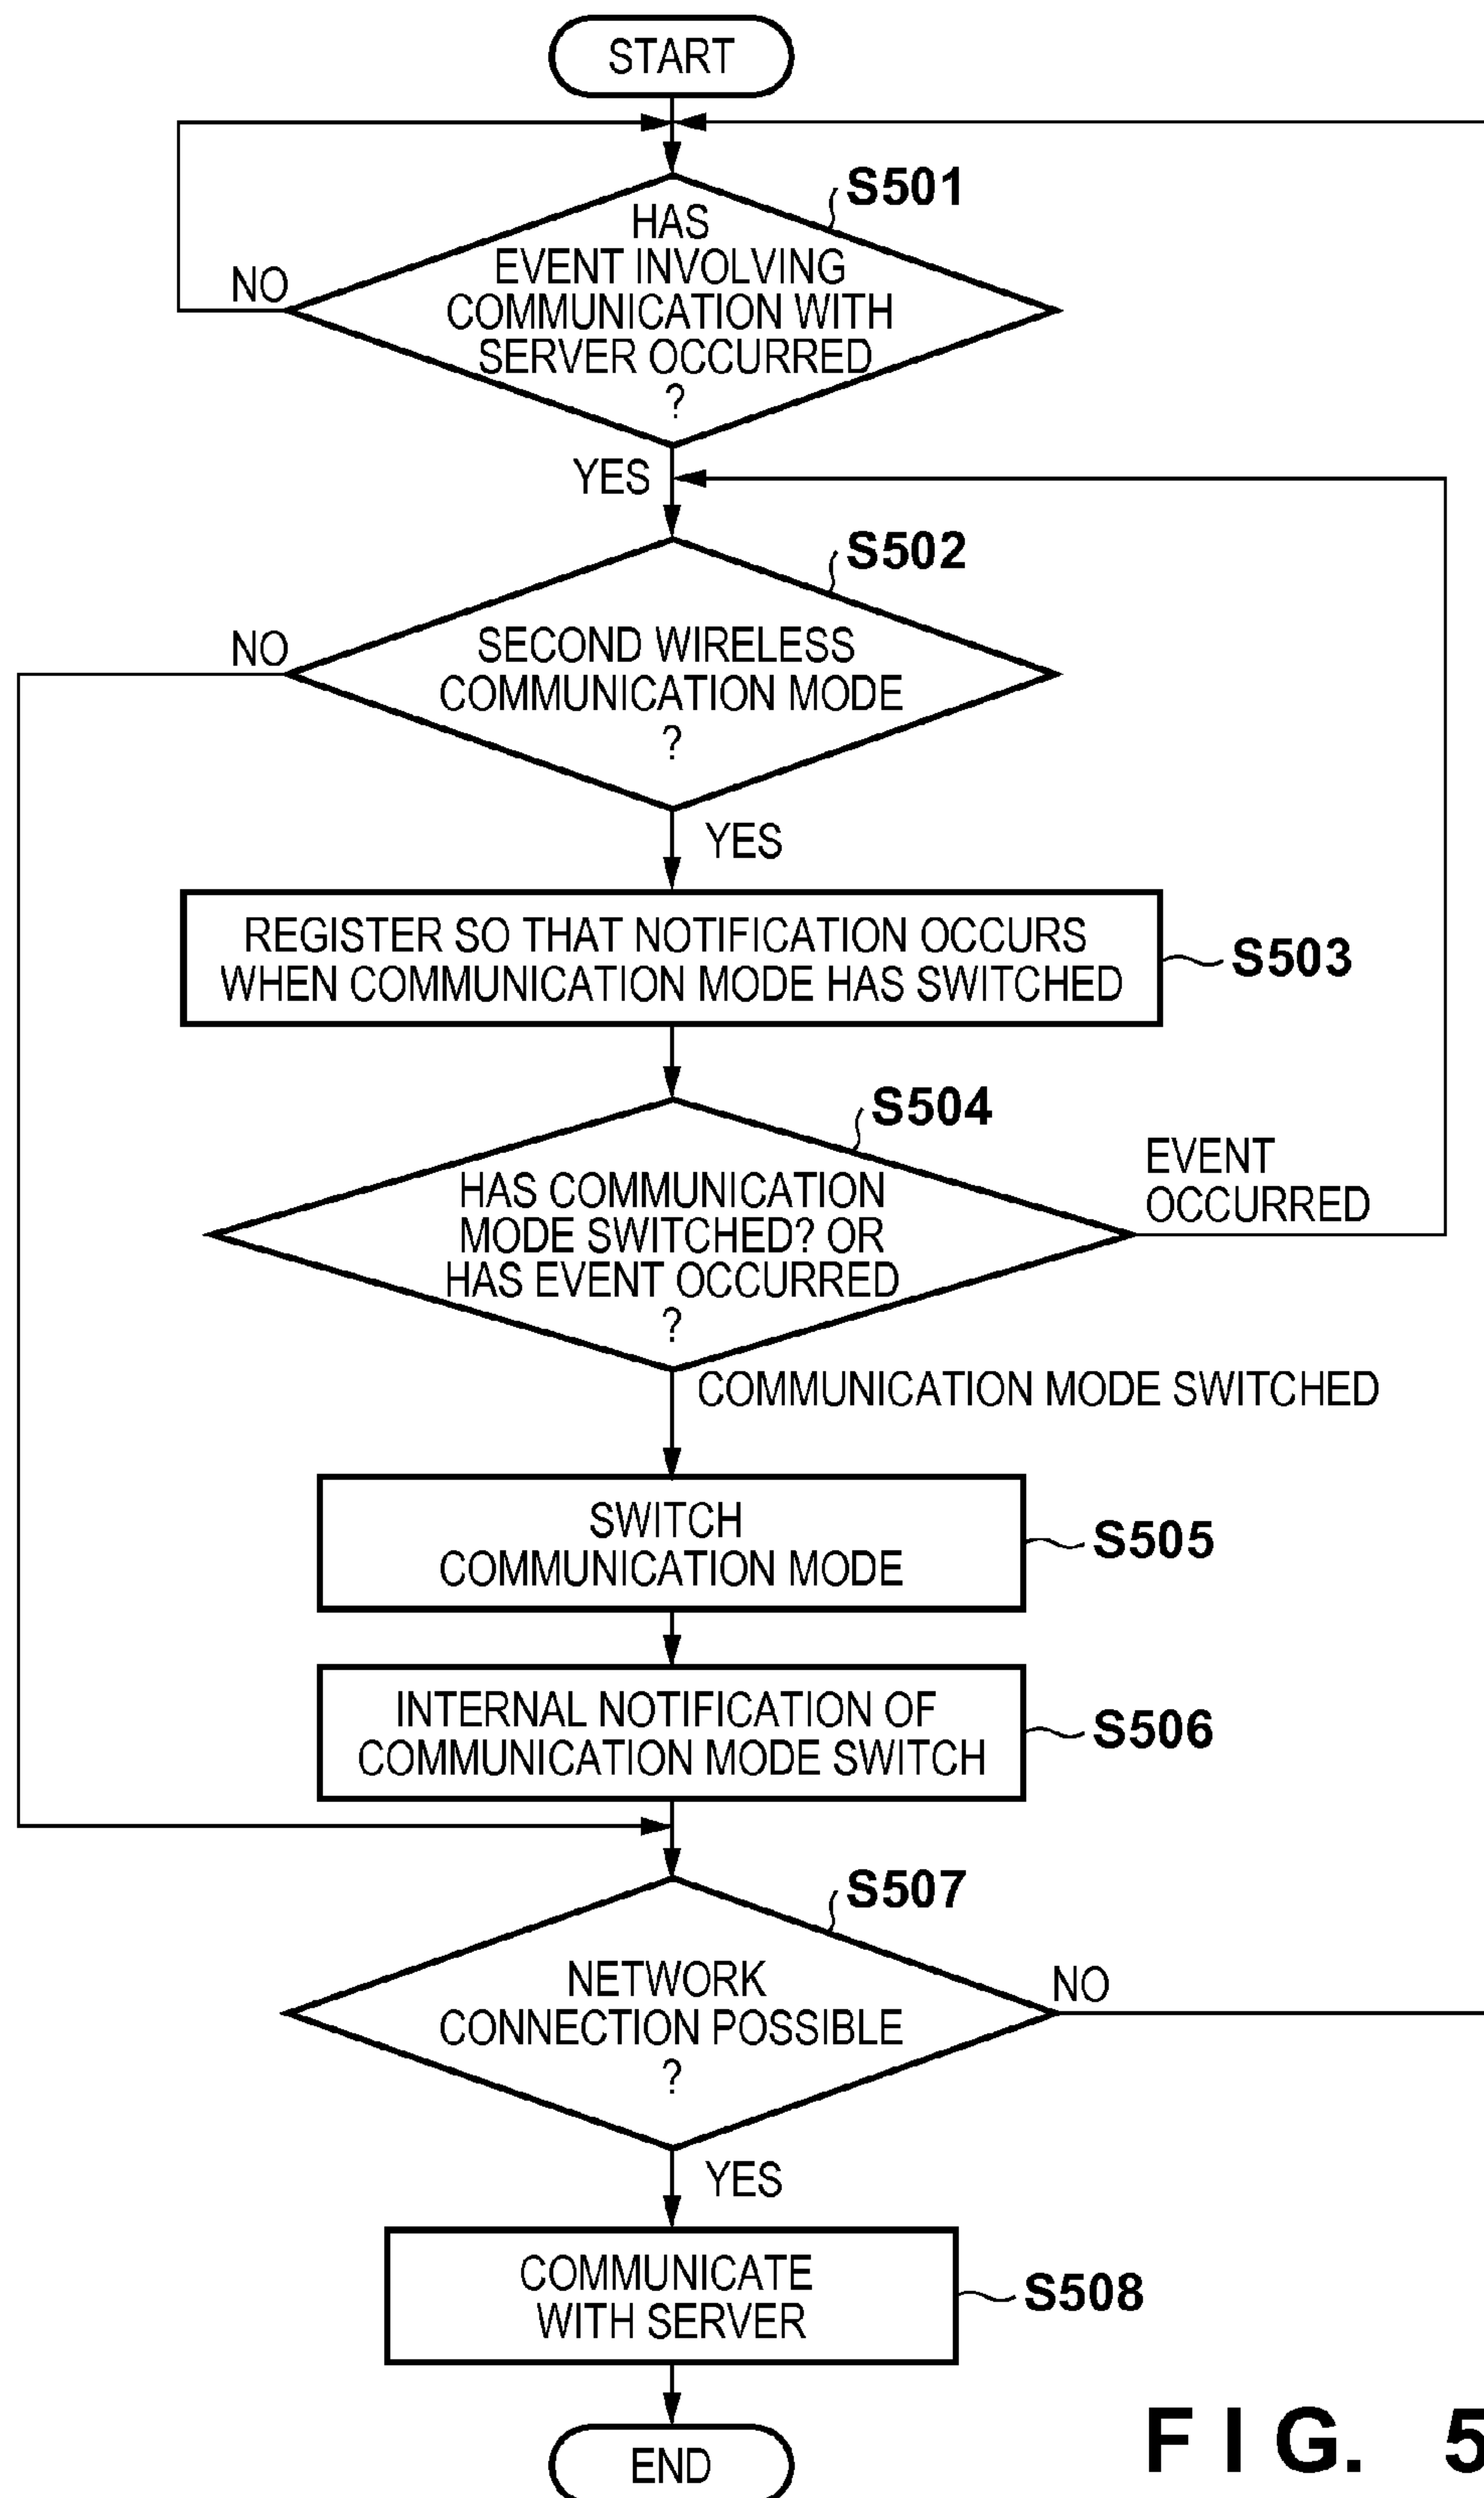 START
S501
HAS
EVENT INVOLVING
COMMUNICATION WITH
SERVER OCCURRED
?
NO
YES
S502
SECOND WIRELESS
COMMUNICATION MODE
?
NO
YES
REGISTER SO THAT NOTIFICATION OCCURS
WHEN COMMUNICATION MODE HAS SWITCHED
S503
S504
HAS COMMUNICATION
MODE SWITCHED? OR
HAS EVENT OCCURRED
?
EVENT
OCCURRED
COMMUNICATION MODE SWITCHED
SWITCH
COMMUNICATION MODE
S505
INTERNAL NOTIFICATION OF
COMMUNICATION MODE SWITCH
S506
S507
NETWORK
CONNECTION POSSIBLE
?
NO
YES
COMMUNICATE
WITH SERVER
S508
END
FIG. 5